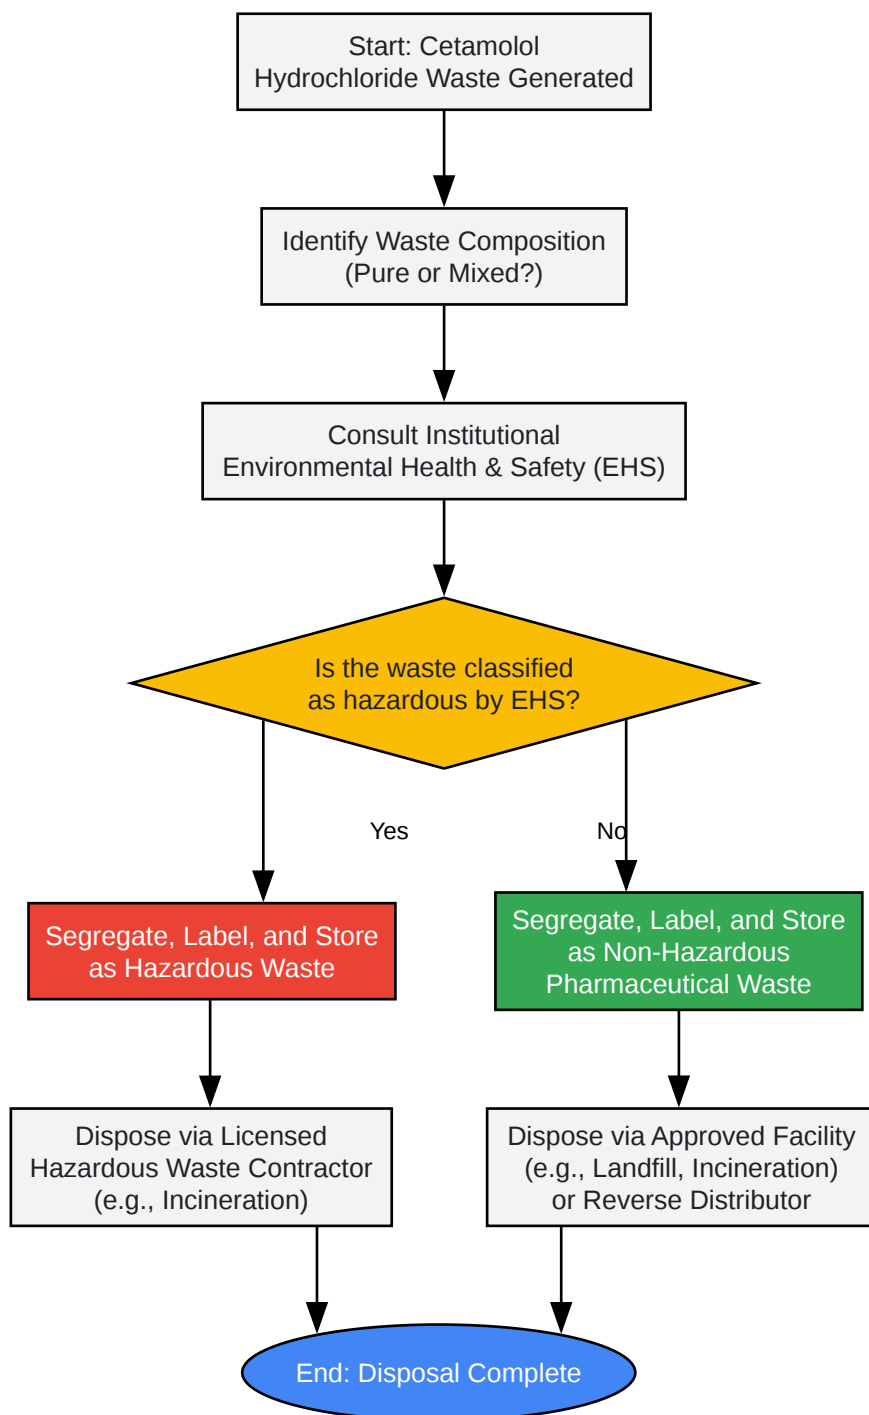 Start: Cetamolol
Hydrochloride Waste Generated
Identify Waste Composition
(Pure or Mixed?)
Consult Institutional
Environmental Health & Safety (EHS)
Is the waste classified
as hazardous by EHS?
Yes
No
Segregate, Label, and Store
as Hazardous Waste
Segregate, Label, and Store
as Non-Hazardous
Pharmaceutical Waste
Dispose via Licensed
Hazardous Waste Contractor
(e.g., Incineration)
Dispose via Approved Facility
(e.g., Landfill, Incineration)
or Reverse Distributor
End: Disposal Complete